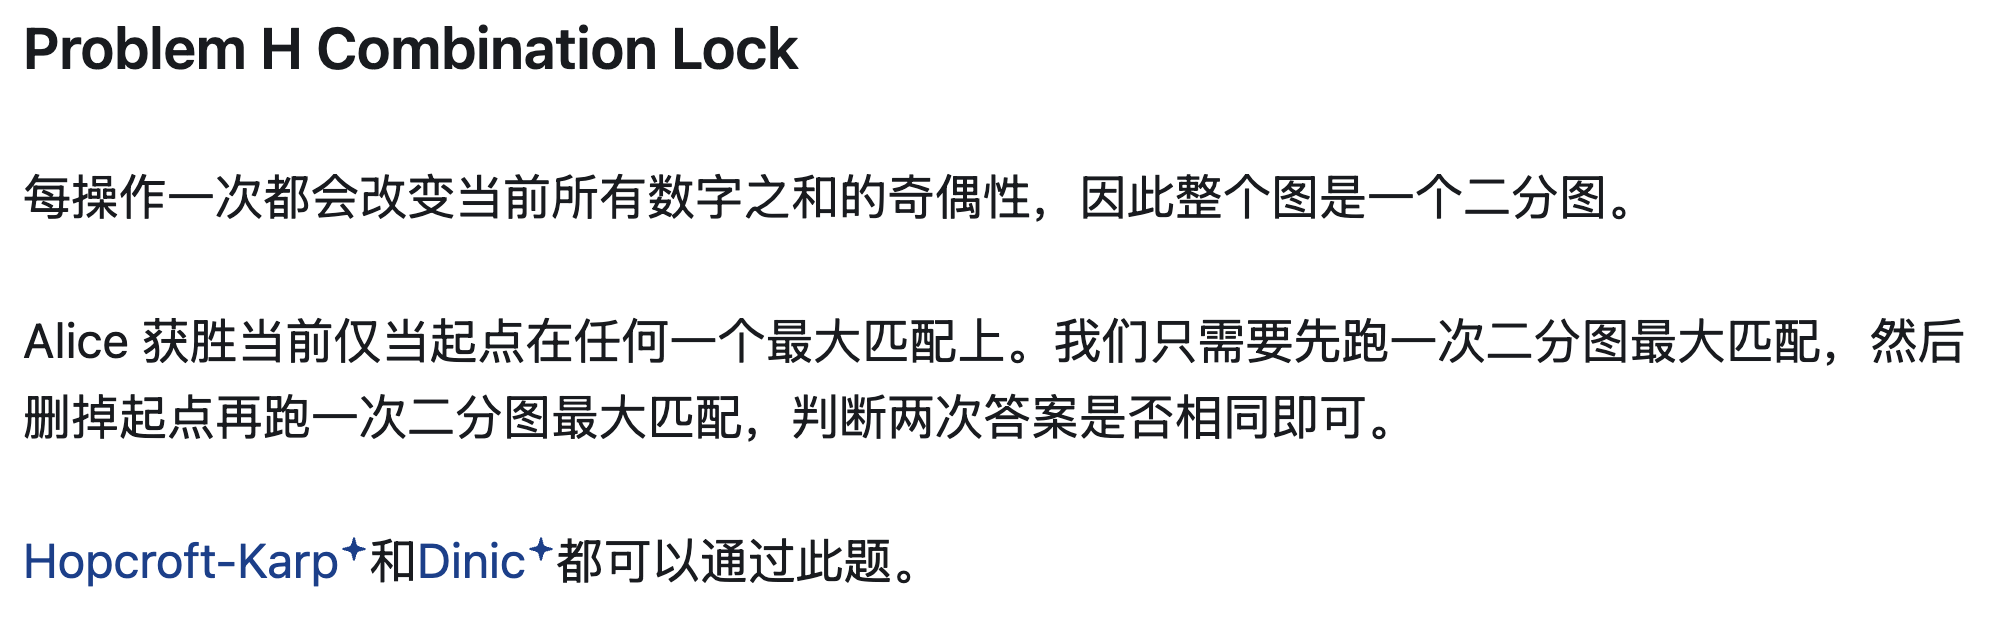 Problem H Combination Lock
每操作一次都会改变当前所有数字之和的奇偶性，因此整个图是一个二分图。
Alice 获胜当前仅当起点在任何一个最大匹配上。我们只需要先跑一次二分图最大匹配，然后
删掉起点再跑一次二分图最大匹配，判断两次答案是否相同即可。
Hopcroft-Karp和Dinic都可以通过此题。